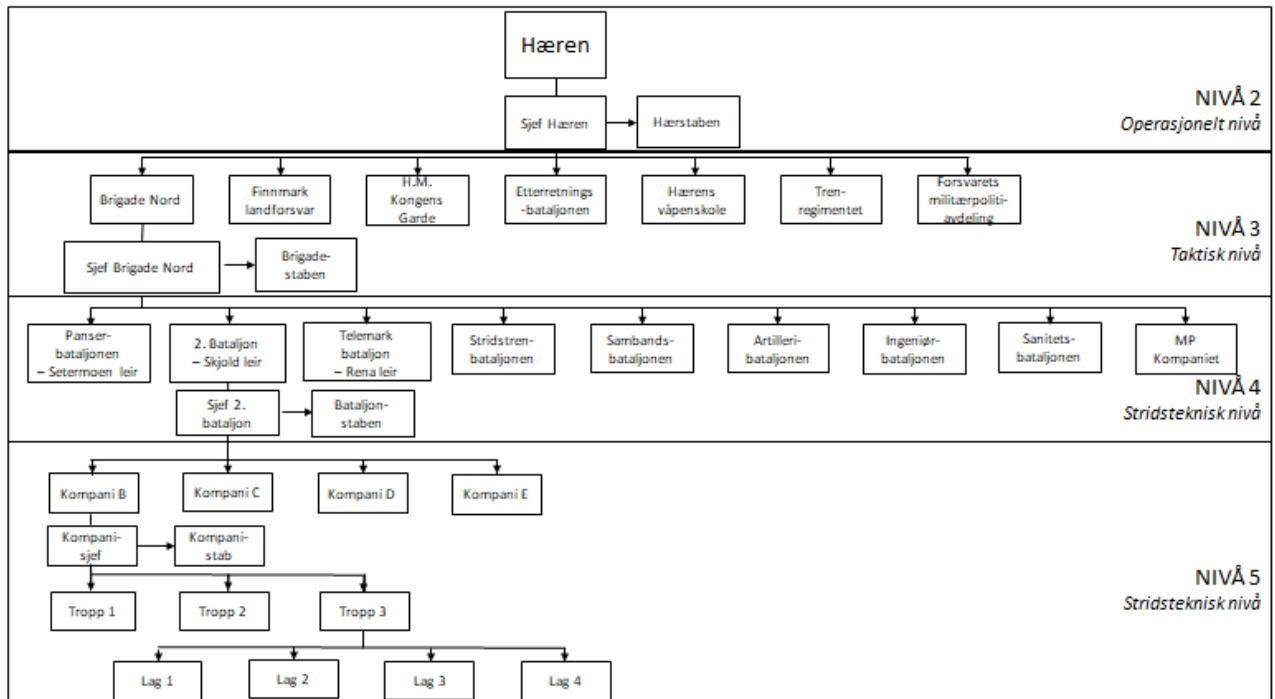 Hæren
Sjef Hæren
Hærstaben
NIVÅ 2
Operasjonelt nivå
Brigade Nord
Finnmark
landforsvar
H.M.
Kongens
Garde
Etterretnings
-bataljonen
Hærens
våpenskole
Tren-
regimentet
Forsvarets
militærpoliti-
avdeling
NIVÅ 3
Taktisk nivå
Sjef Brigade Nord
Brigade-
staben
Panser-
bataljonen
– Setermoen leir
2. Bataljon
– Skjold leir
Telemark
bataljon
– Rena leir
Stridstren-
bataljonen
Sambands-
bataljonen
Artilleri-
bataljonen
Ingeniør-
bataljonen
Sanitets-
bataljonen
MP
Kompaniet
NIVÅ 4
Stridsteknisk nivå
Sjef 2.
bataljon
Bataljon-
staben
Kompani B
Kompani C
Kompani D
Kompani E
Kompani-
sjef
Kompani-
stab
NIVÅ 5
Stridsteknisk nivå
Tropp 1
Tropp 2
Tropp 3
Lag 1
Lag 2
Lag 3
Lag 4